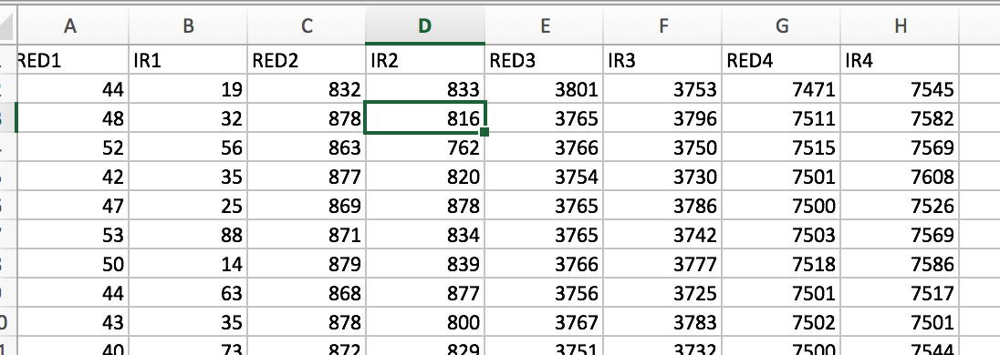 A B C D E F G H
RED1 IR1 RED2 IR2 RED3 IR3 RED4 IR4
44 19 832 833 3801 3753 7471 7545
48 32 878 816 3765 3796 7511 7582
52 56 863 762 3766 3750 7515 7569
42 35 877 820 3754 3730 7501 7608
47 25 869 878 3765 3786 7500 7526
53 88 871 834 3765 3742 7503 7569
50 14 879 839 3766 3777 7518 7586
44 63 868 877 3756 3725 7501 7517
43 35 878 800 3767 3783 7502 7501
40 73 872 829 3751 3732 7500 7544